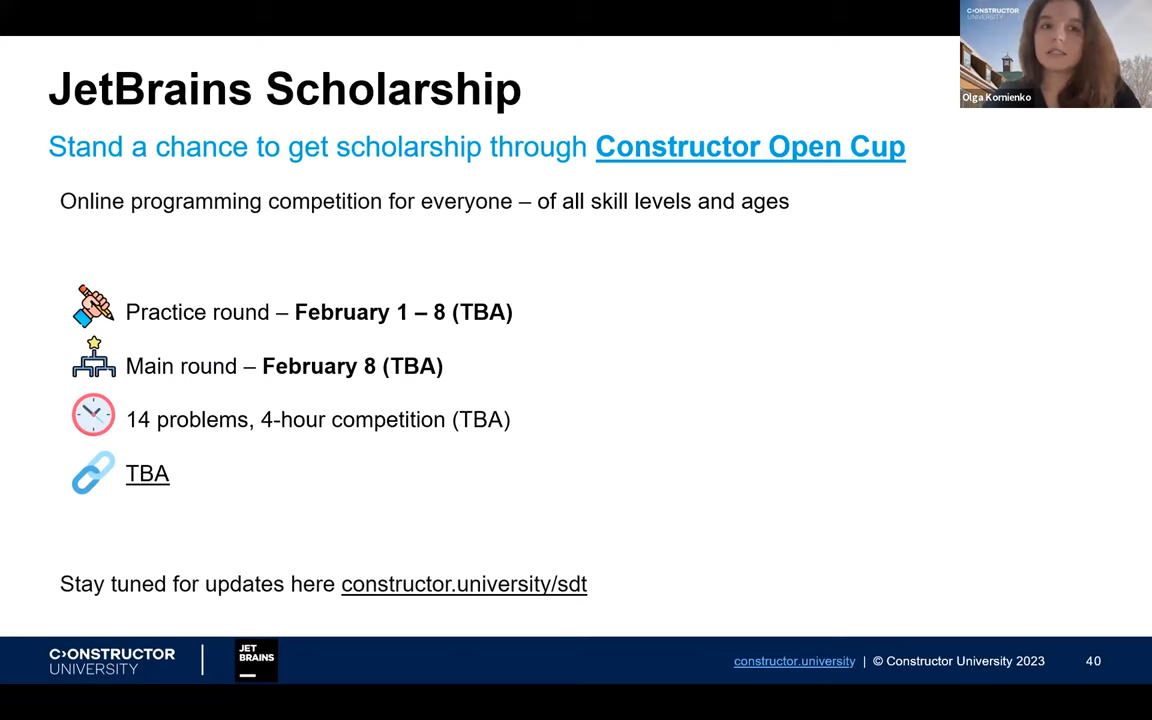 C>ONSTRUCTOR
UNIVERSITY
Olga Kornienko
JetBrains Scholarship
Stand a chance to get scholarship through Constructor Open Cup
Online programming competition for everyone – of all skill levels and ages
Practice round – February 1 – 8 (TBA)
Main round – February 8 (TBA)
14 problems, 4-hour competition (TBA)
TBA
Stay tuned for updates here constructor.university/sdt
C>ONSTRUCTOR
UNIVERSITY
JET
BRAINS
constructor.university | © Constructor University 2023 40